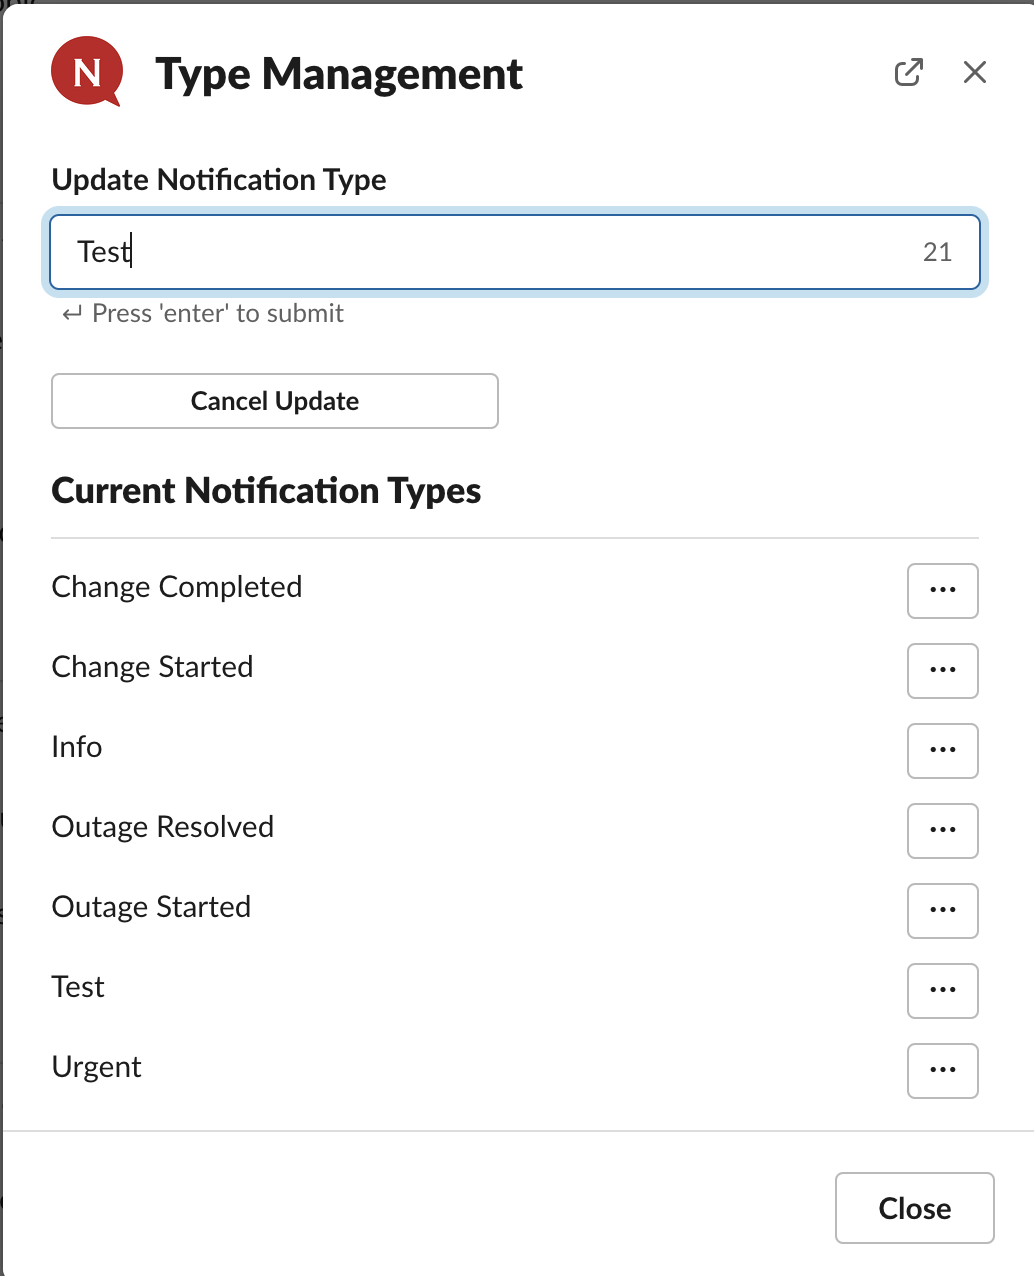 N
Type Management
Update Notification Type
Test
21
↵ Press 'enter' to submit
Cancel Update
Current Notification Types
Change Completed
...
Change Started
...
Info
...
Outage Resolved
...
Outage Started
...
Test
...
Urgent
...
Close